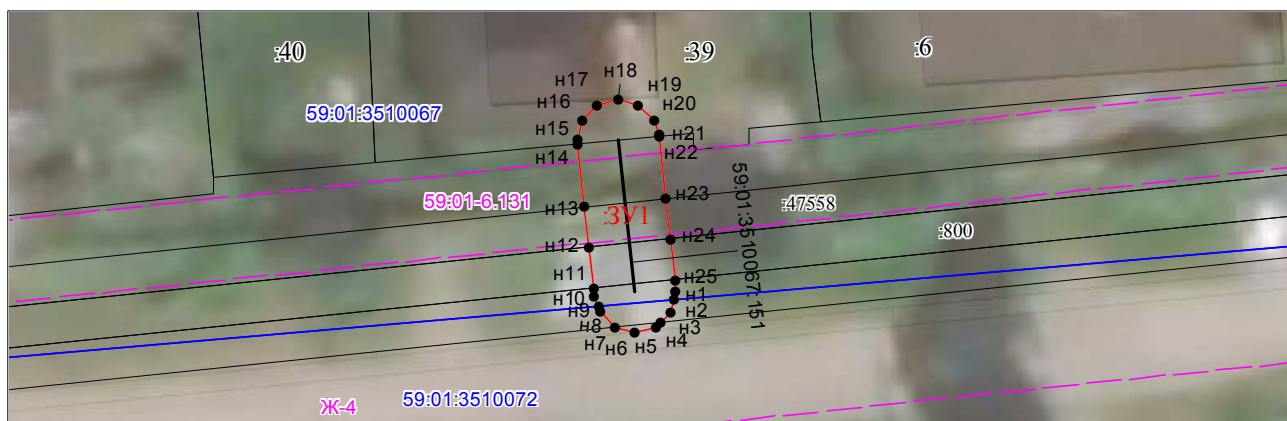 :40
:39
:6
н18
н17
н19
н16
н20
59:01:3510067
н15
н21
н14
н22
59:01-6.131
н23
н13
:ЗУ1
:47558
59:01:3510067:151
н12
н24
:800
н11
н25
н10
н1
н9
н2
н8
н3
н7
н4
н6
н5
59:01:3510072
Ж-4